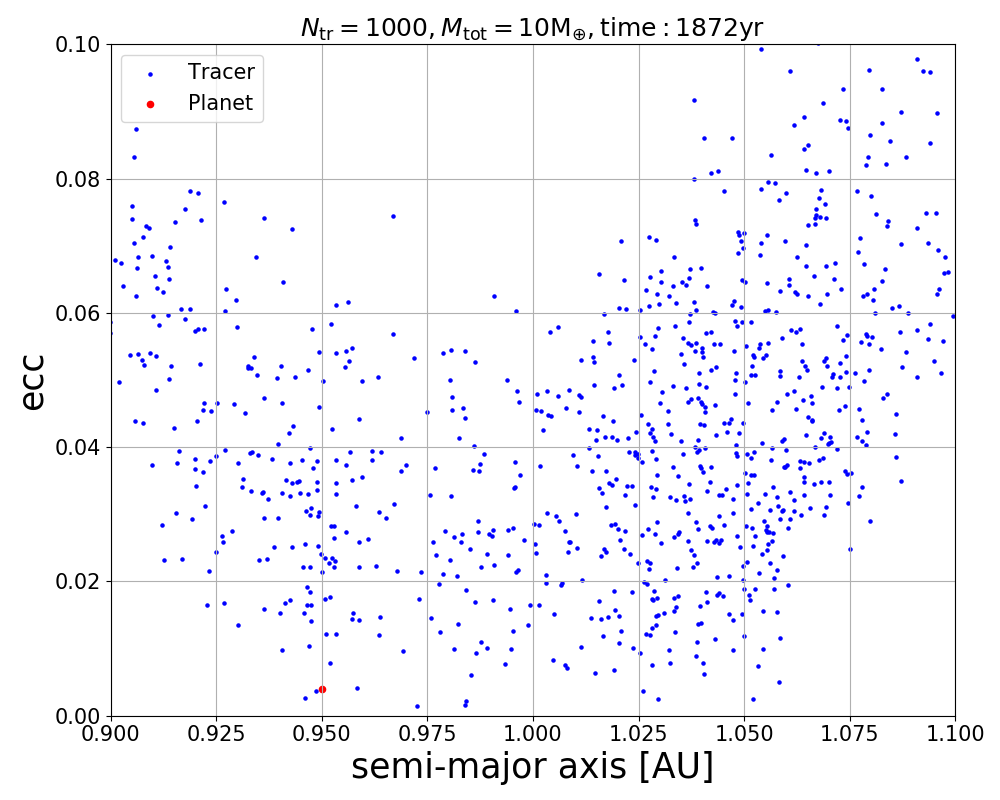 N_tr = 1000, M_tot = 10M_⊕, time : 1872yr
Tracer
Planet
0.10
0.08
0.06
0.04
0.02
0.00
ecc
0.900 0.925 0.950 0.975 1.000 1.025 1.050 1.075 1.100
semi-major axis [AU]